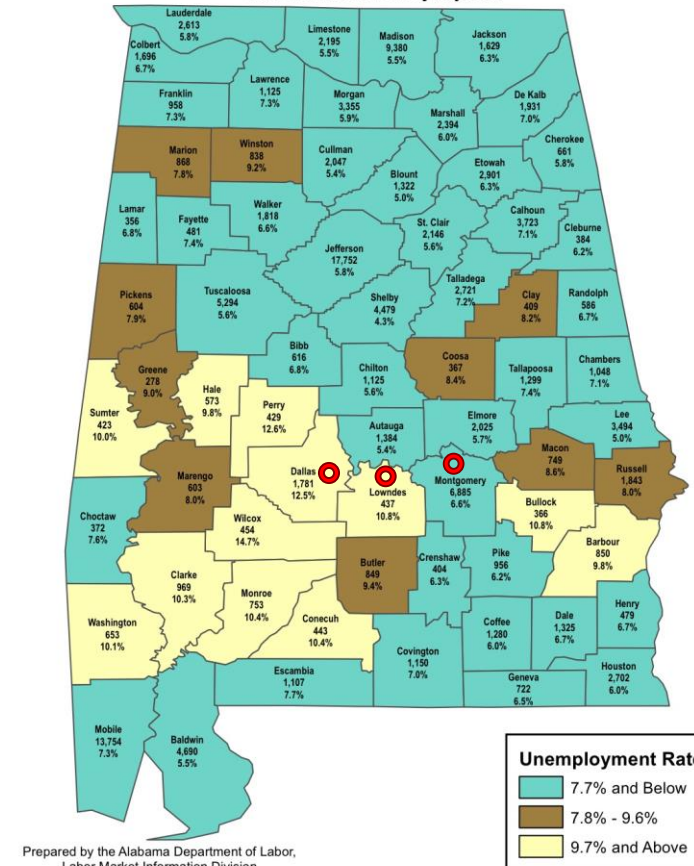 Lauderdale
2,613
5.8%
Limestone
2,195
5.5%
Madison
9,380
5.5%
Jackson
1,629
6.3%
Colbert
1,696
6.7%
Lawrence
1,125
7.3%
Franklin
958
7.3%
Morgan
3,355
5.9%
Marshall
2,394
6.0%
De Kalb
1,931
7.0%
Cherokee
661
5.8%
Marion
868
7.8%
Winston
838
9.2%
Cullman
2,047
5.4%
Blount
1,322
5.0%
Etowah
2,901
6.3%
Lamar
356
6.8%
Fayette
481
7.4%
Walker
1,818
6.6%
Jefferson
17,752
5.8%
St. Clair
2,146
5.6%
Calhoun
3,723
7.1%
Cleburne
384
6.2%
Pickens
604
7.9%
Tuscaloosa
5,294
5.6%
Shelby
4,479
4.3%
Talladega
2,721
7.2%
Clay
409
8.2%
Randolph
586
6.7%
Greene
278
9.0%
Hale
573
9.8%
Bibb
616
6.8%
Chilton
1,125
5.6%
Coosa
367
8.4%
Tallapoosa
1,299
7.4%
Chambers
1,048
7.1%
Sumter
423
10.0%
Perry
429
12.6%
Autauga
1,384
5.4%
Elmore
2,025
5.7%
Lee
3,494
5.0%
Marengo
603
8.0%
Dallas
1,781
12.5%
Lowndes
437
10.8%
Montgomery
6,885
6.6%
Macon
749
8.6%
Russell
1,843
8.0%
Choctaw
372
7.6%
Wilcox
454
14.7%
Bullock
366
10.8%
Barbour
850
9.8%
Clarke
969
10.3%
Monroe
753
10.4%
Conecuh
443
10.4%
Butler
849
9.4%
Crenshaw
404
6.3%
Pike
956
6.2%
Washington
653
10.1%
Escambia
1,107
7.7%
Covington
1,150
7.0%
Coffee
1,280
6.0%
Dale
1,325
6.7%
Henry
479
6.7%
Geneva
722
6.5%
Houston
2,702
6.0%
Mobile
13,754
7.3%
Baldwin
4,690
5.5%
Unemployment Rate
7.7% and Below
7.8% - 9.6%
9.7% and Above
Prepared by the Alabama Department of Labor,
Labor Market Information Division